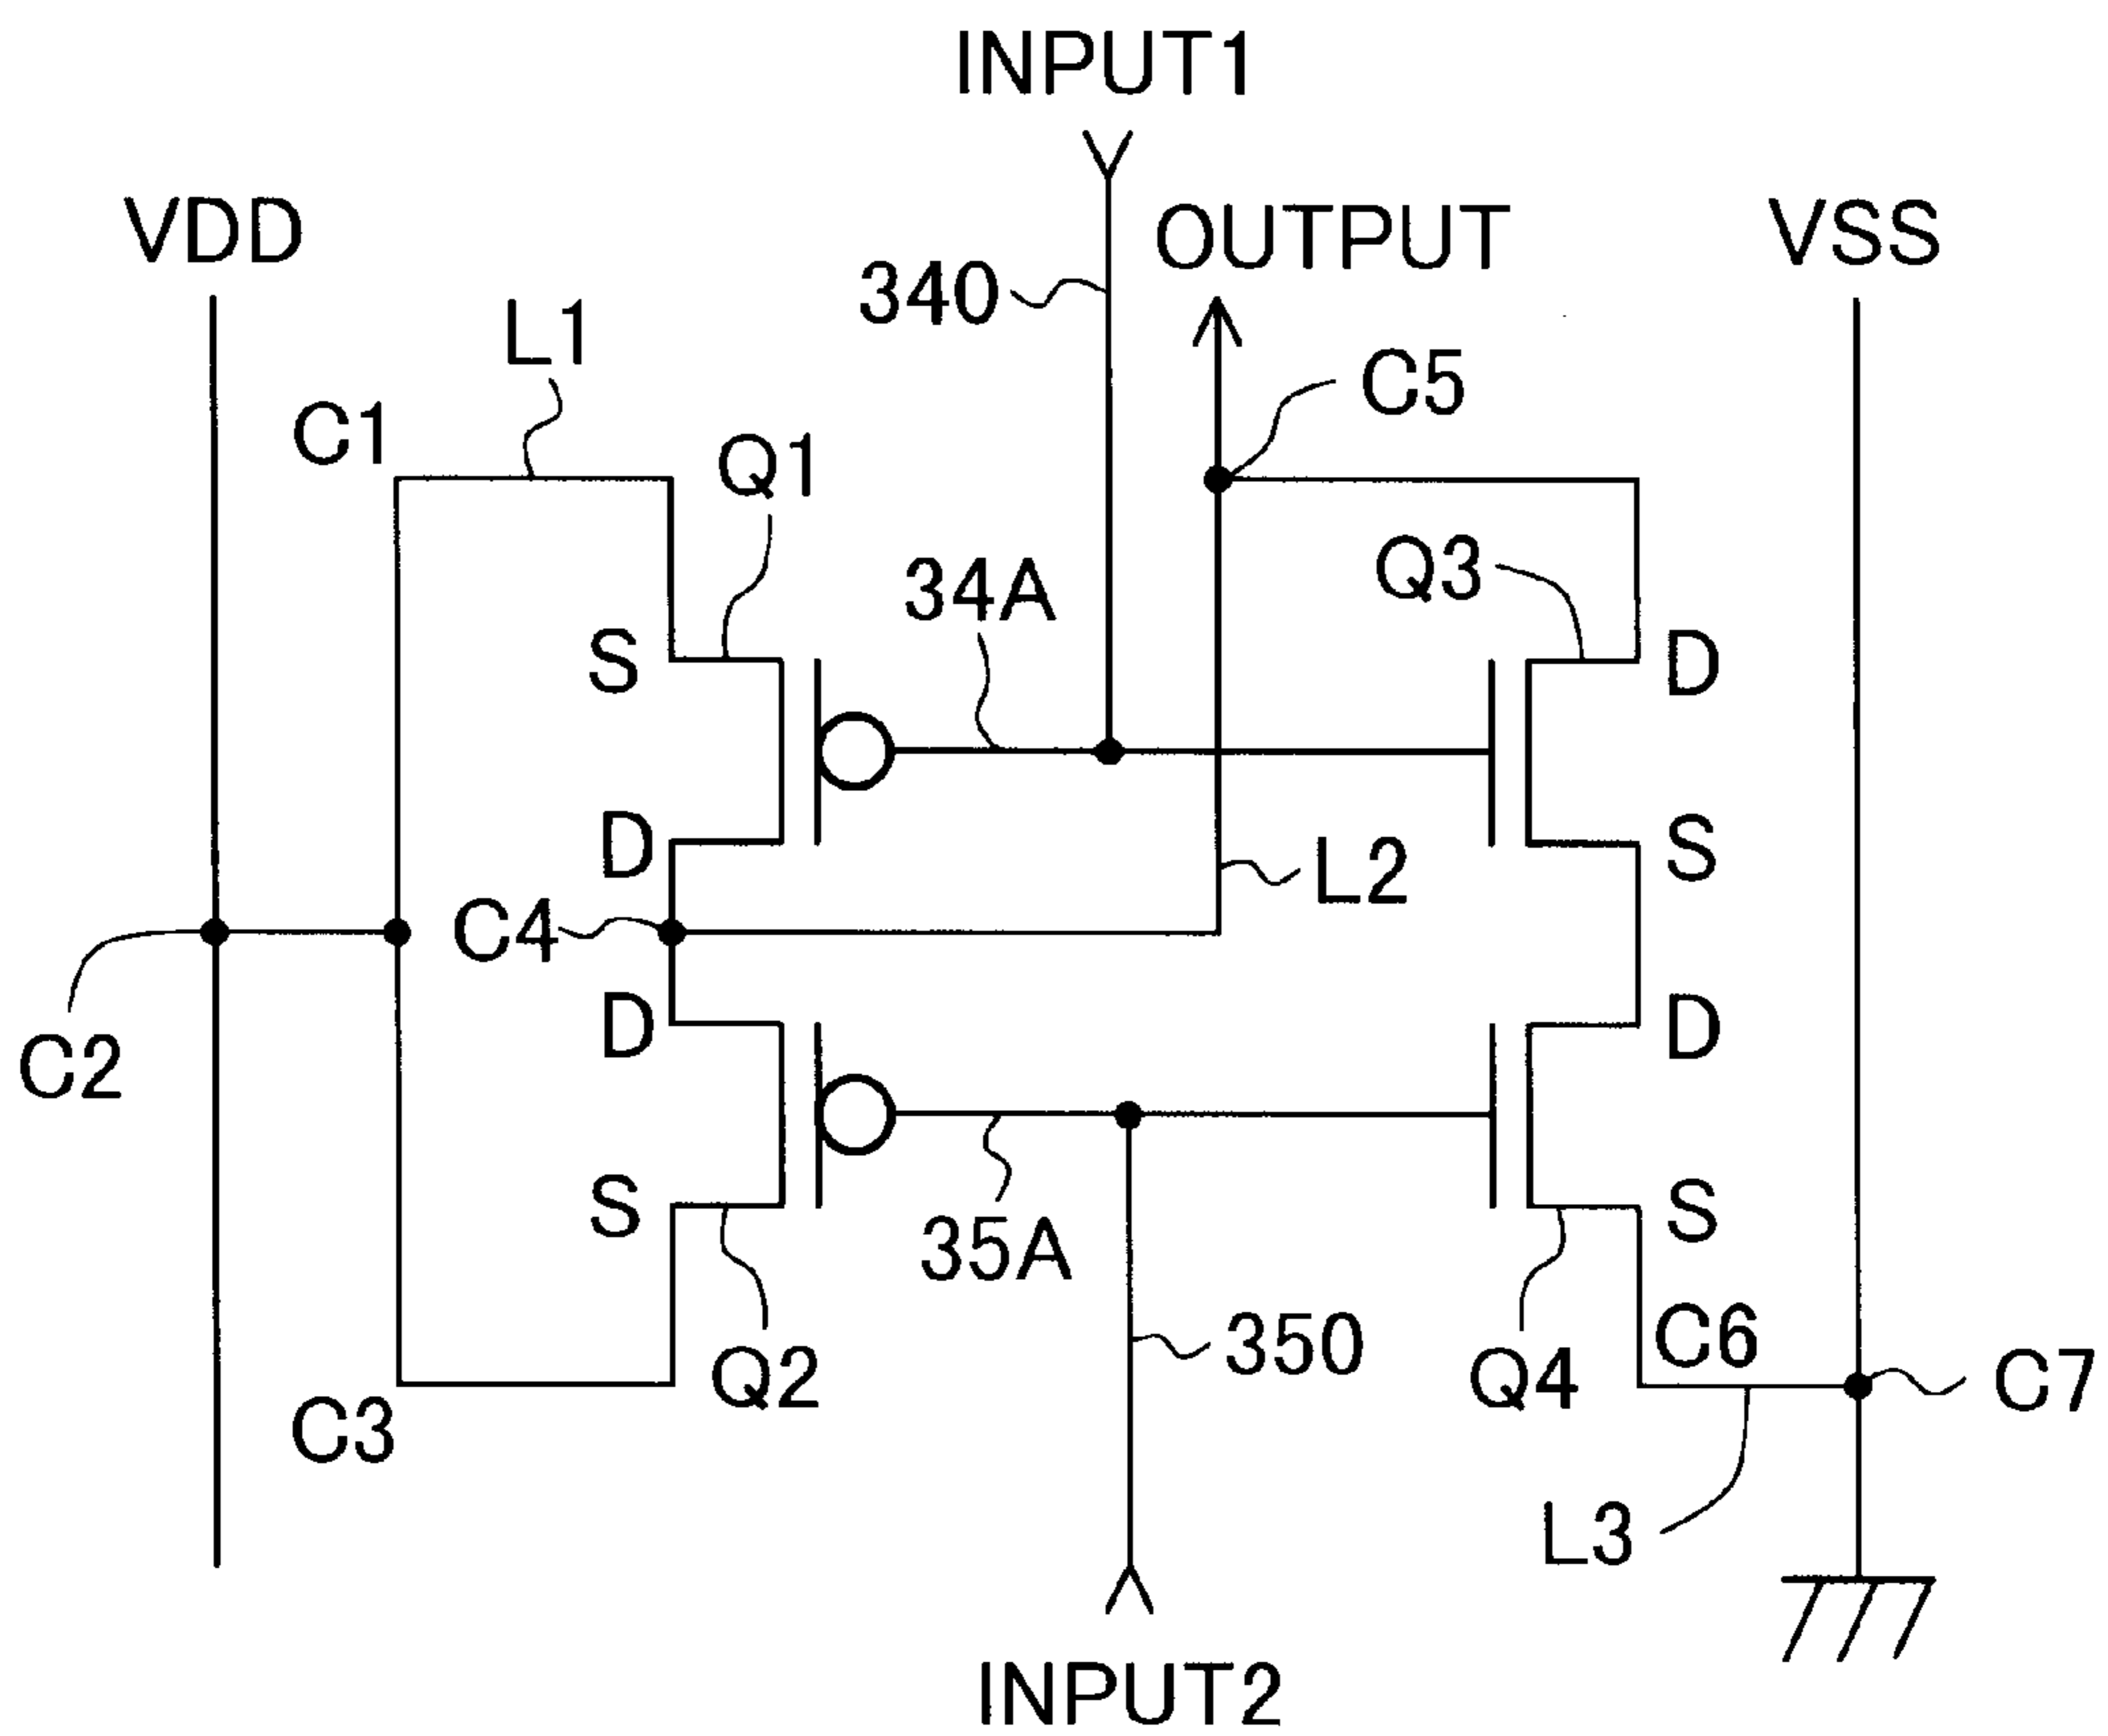 INPUT1
VDD
OUTPUT
VSS
340
L1
C5
C1
Q1
Q3
34A
S
D
D
S
L2
C4
D
D
C2
S
35A
S
350
C6
Q2
Q4
C7
C3
L3
INPUT2